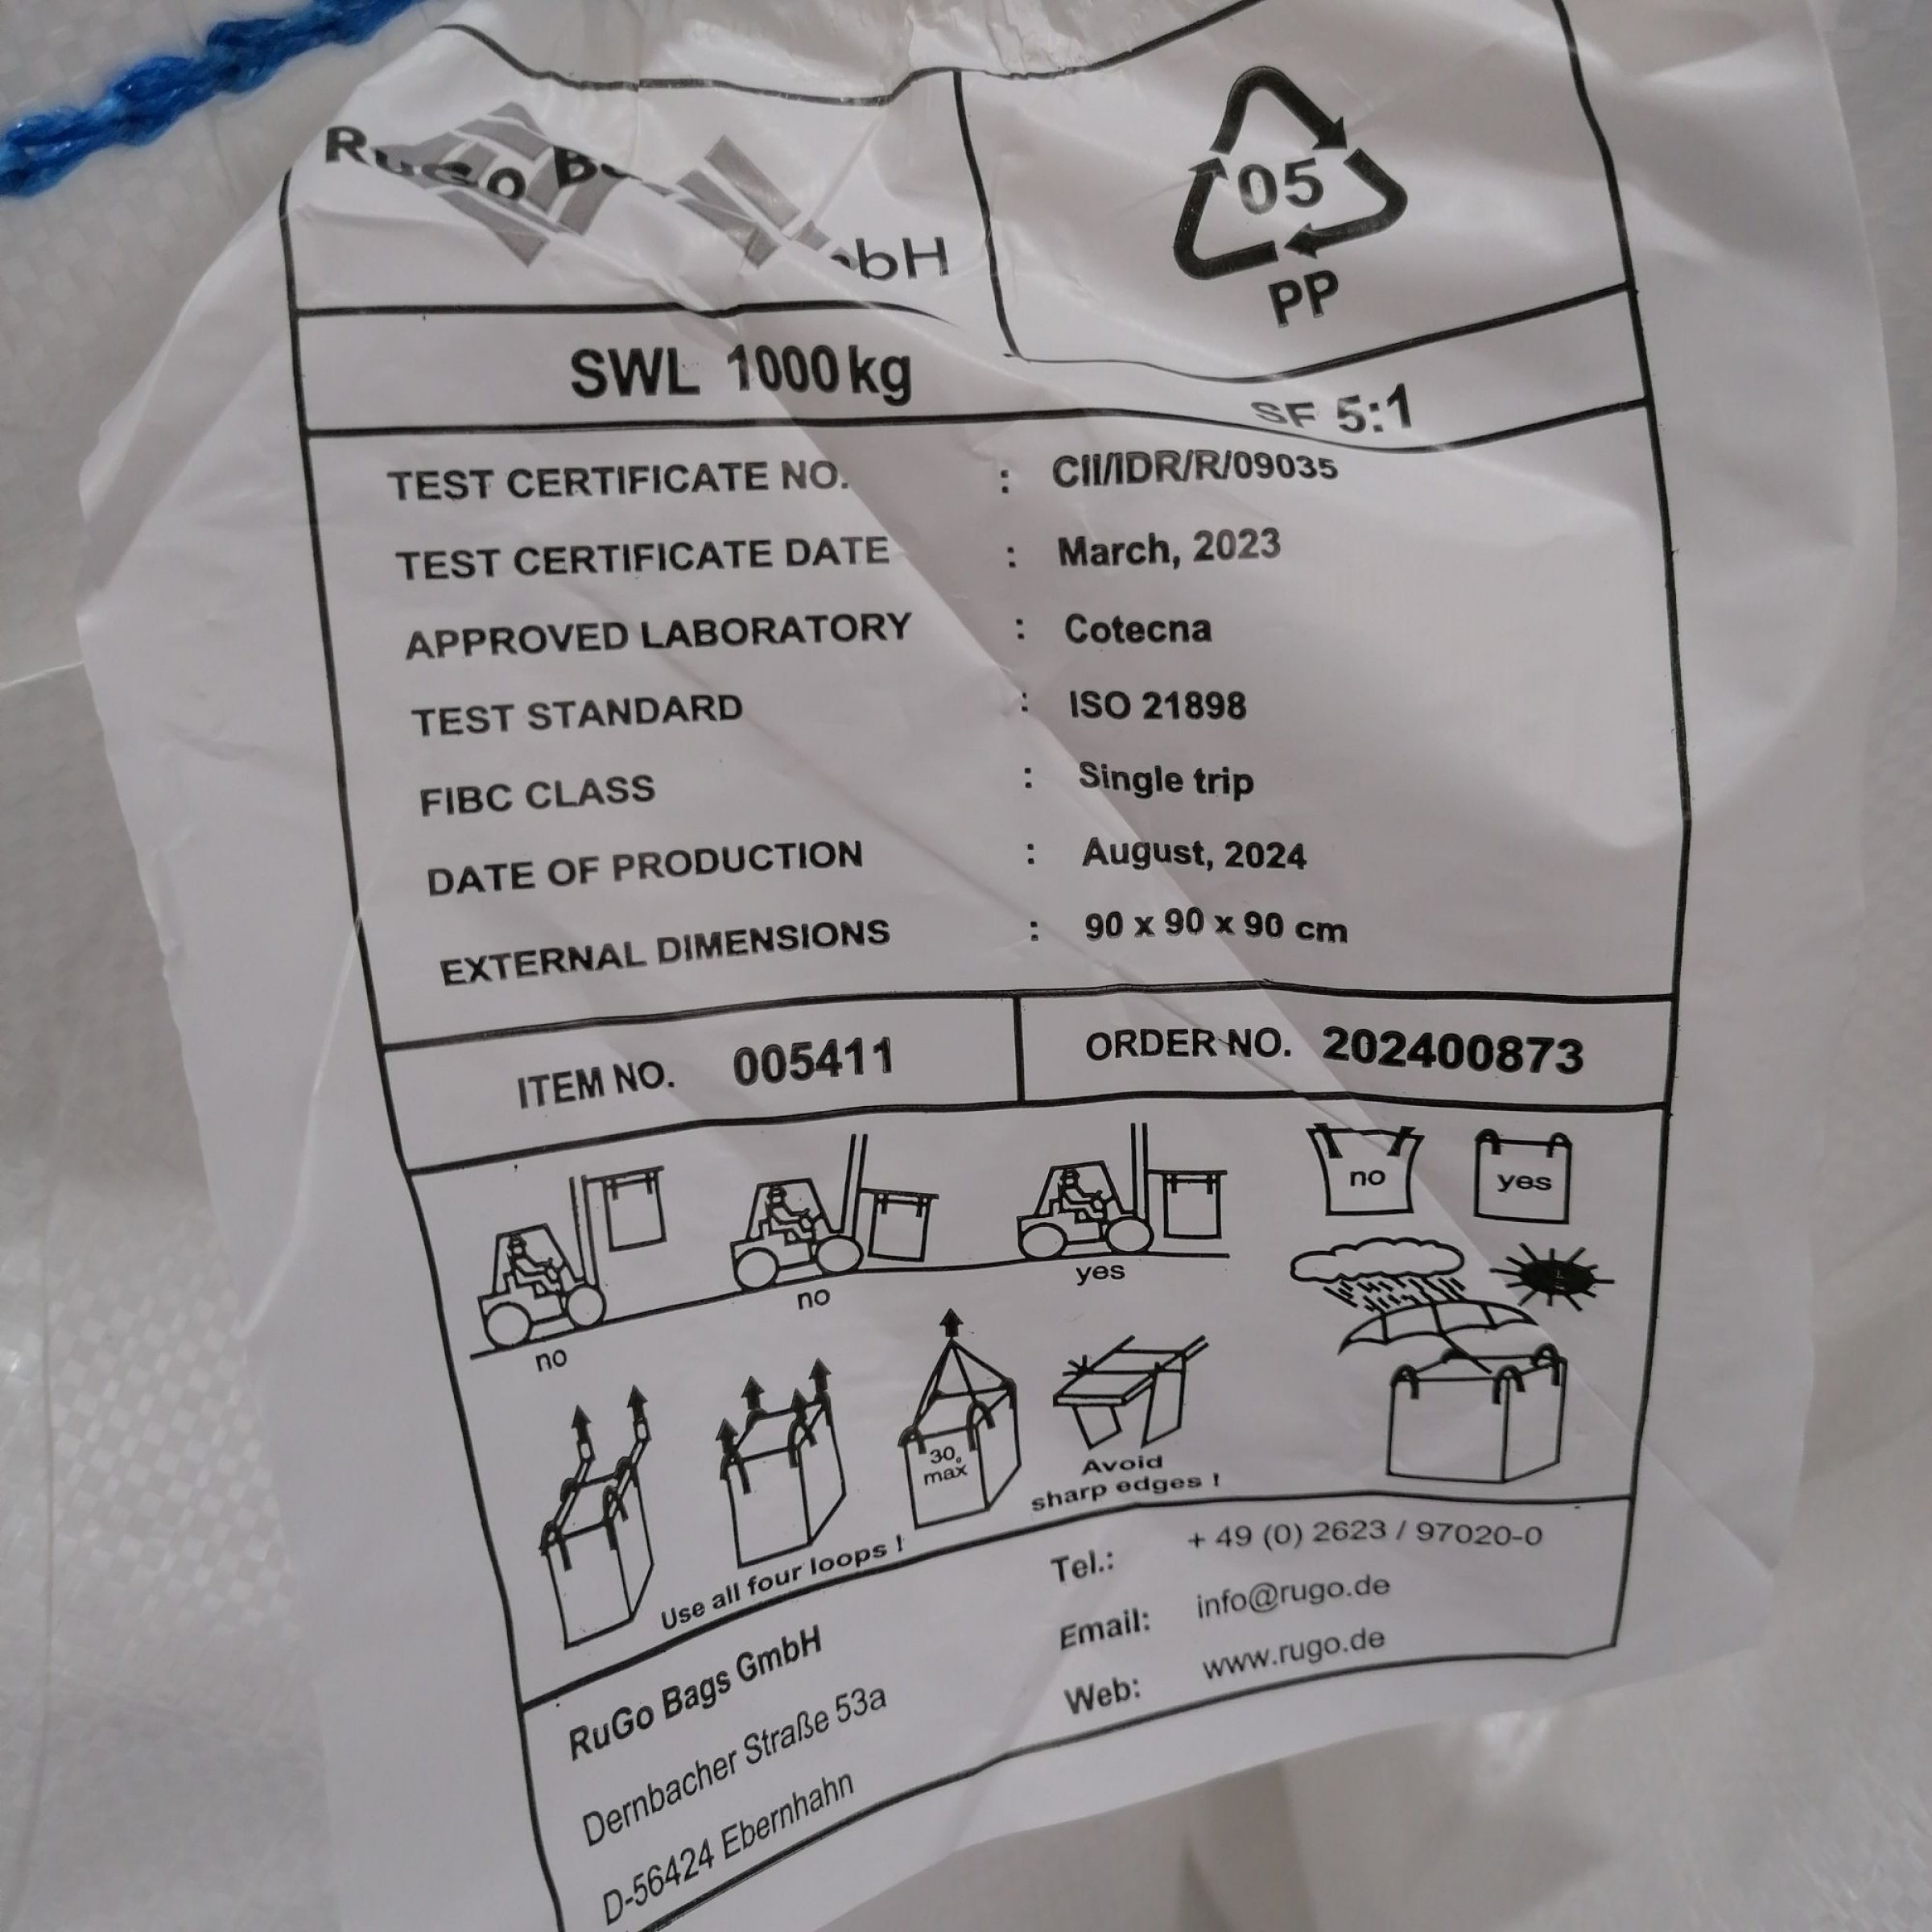 RuGo B bH
05
PP
SWL 1000kg
SF 5:1
TEST CERTIFICATE NO. : CII/IDR/R/09035
TEST CERTIFICATE DATE : March, 2023
APPROVED LABORATORY : Cotecna
TEST STANDARD : ISO 21898
FIBC CLASS : Single trip
DATE OF PRODUCTION : August, 2024
EXTERNAL DIMENSIONS : 90 x 90 x 90 cm
ITEM NO. 005411
ORDER NO. 202400873
no
no
yes
no
yes
30°
max
Use all four loops !
Avoid
sharp edges !
RuGo Bags GmbH
Dernbacher Straße 53a
D-56424 Ebernhahn
Tel.: + 49 (0) 2623 / 97020-0
Email: info@rugo.de
Web: www.rugo.de